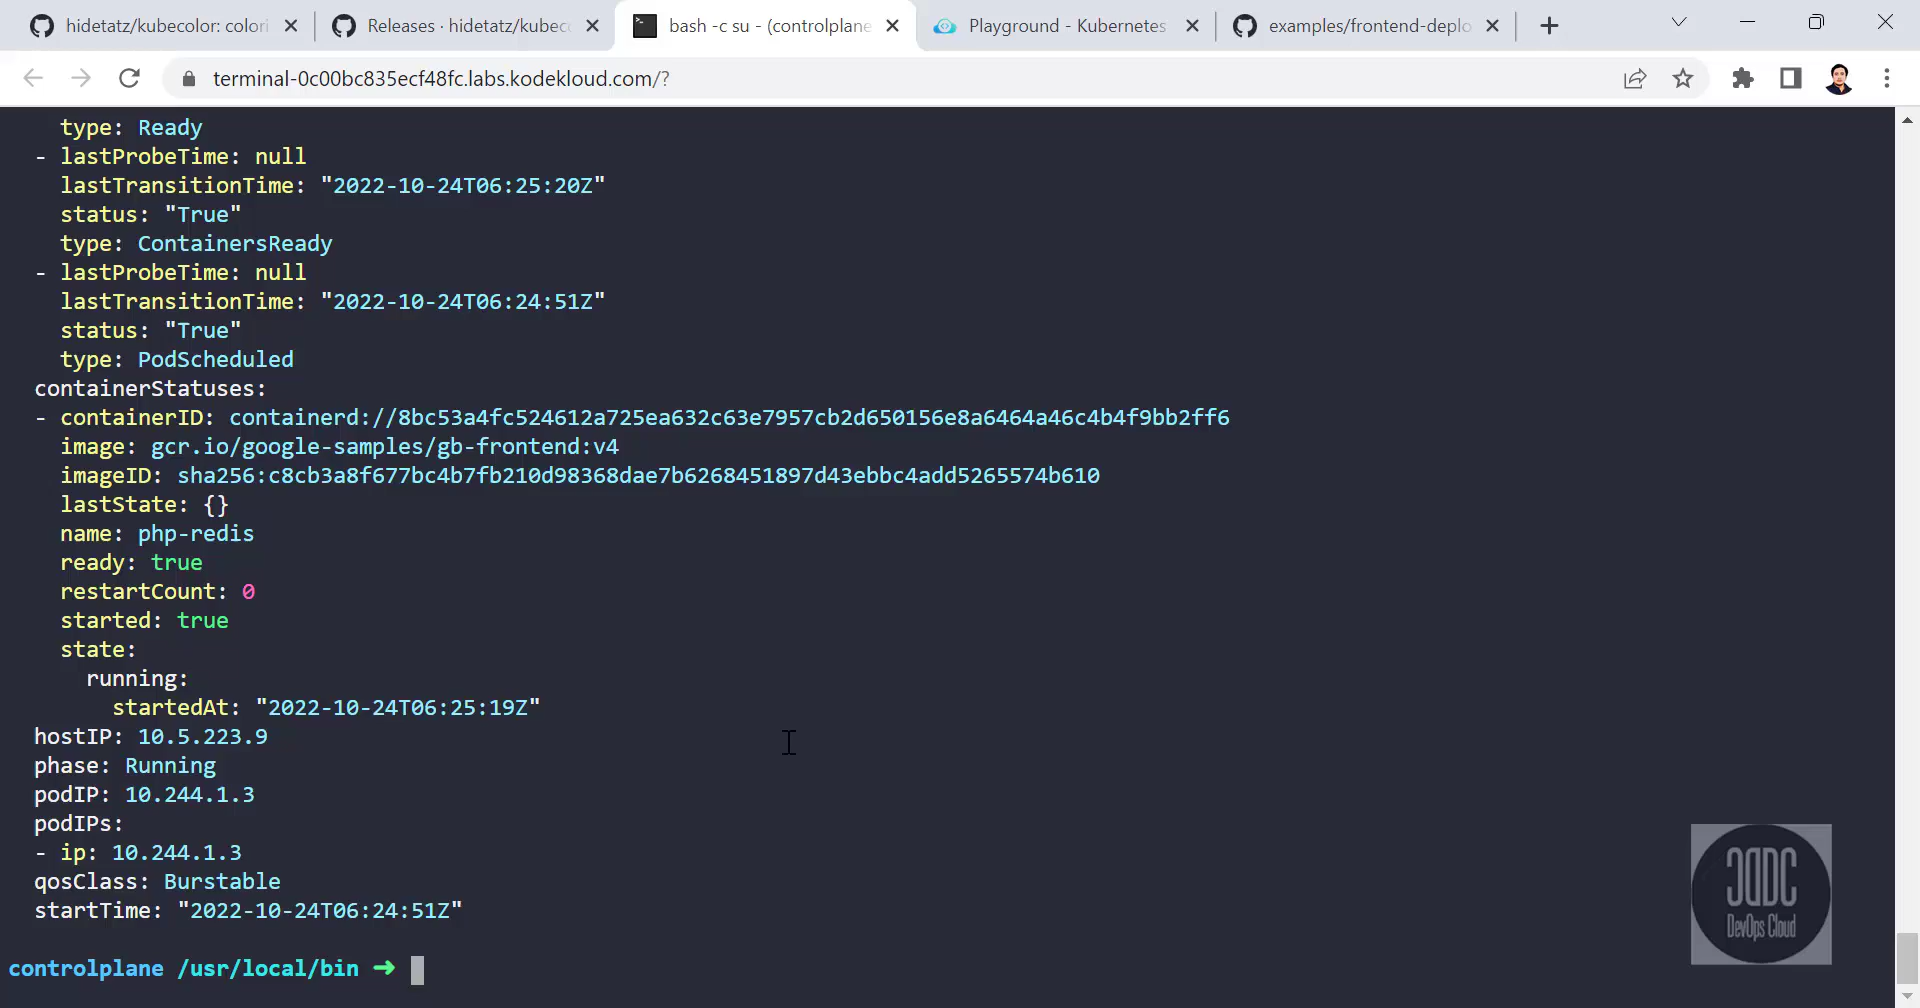 hidetatz/kubecolor: colori
Releases · hidetatz/kubeco
bash -c su - (controlplane
Playground - Kubernetes
examples/frontend-deplo
terminal-0c00bc835ecf48fc.labs.kodekloud.com/?
type: Ready
- lastProbeTime: null
lastTransitionTime: "2022-10-24T06:25:20Z"
status: "True"
type: ContainersReady
- lastProbeTime: null
lastTransitionTime: "2022-10-24T06:24:51Z"
status: "True"
type: PodScheduled
containerStatuses:
- containerID: containerd://8bc53a4fc524612a725ea632c63e7957cb2d650156e8a6464a46c4b4f9bb2ff6
image: gcr.io/google-samples/gb-frontend:v4
imageID: sha256:c8cb3a8f677bc4b7fb210d98368dae7b6268451897d43ebbc4add5265574b610
lastState: {}
name: php-redis
ready: true
restartCount: 0
started: true
state:
running:
startedAt: "2022-10-24T06:25:19Z"
hostIP: 10.5.223.9
phase: Running
podIP: 10.244.1.3
podIPs:
- ip: 10.244.1.3
qosClass: Burstable
startTime: "2022-10-24T06:24:51Z"
controlplane /usr/local/bin ➜
DevOps Cloud